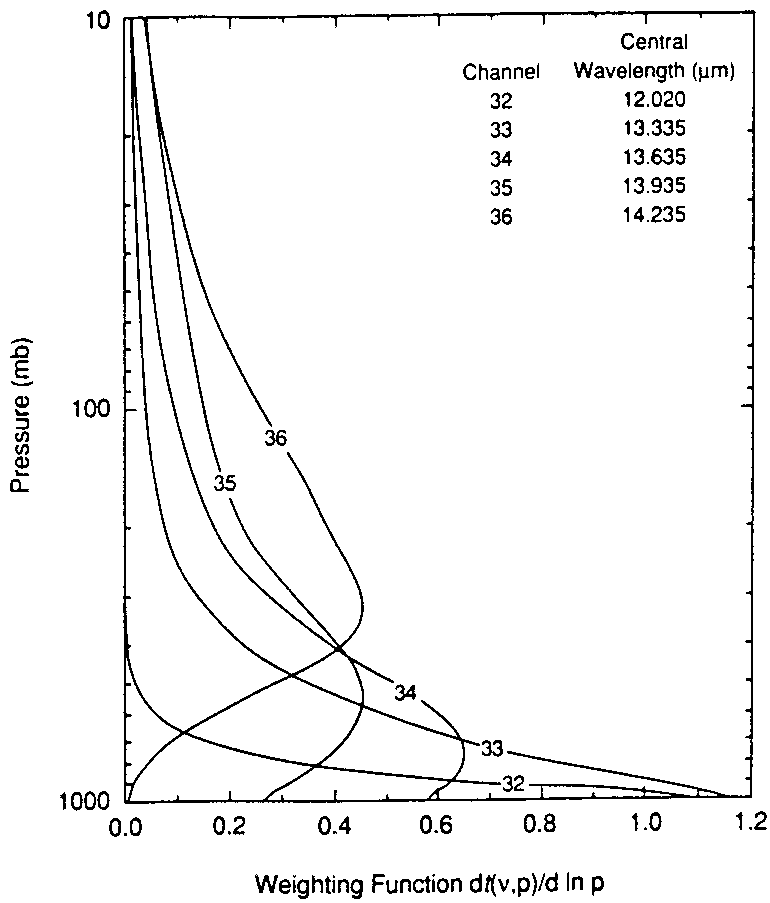 10
100
1000
Pressure (mb)
Central
Channel Wavelength (μm)
32 12.020
33 13.335
34 13.635
35 13.935
36 14.235
36
35
34
33
32
0.0 0.2 0.4 0.6 0.8 1.0 1.2
Weighting Function dt(ν,p)/d ln p